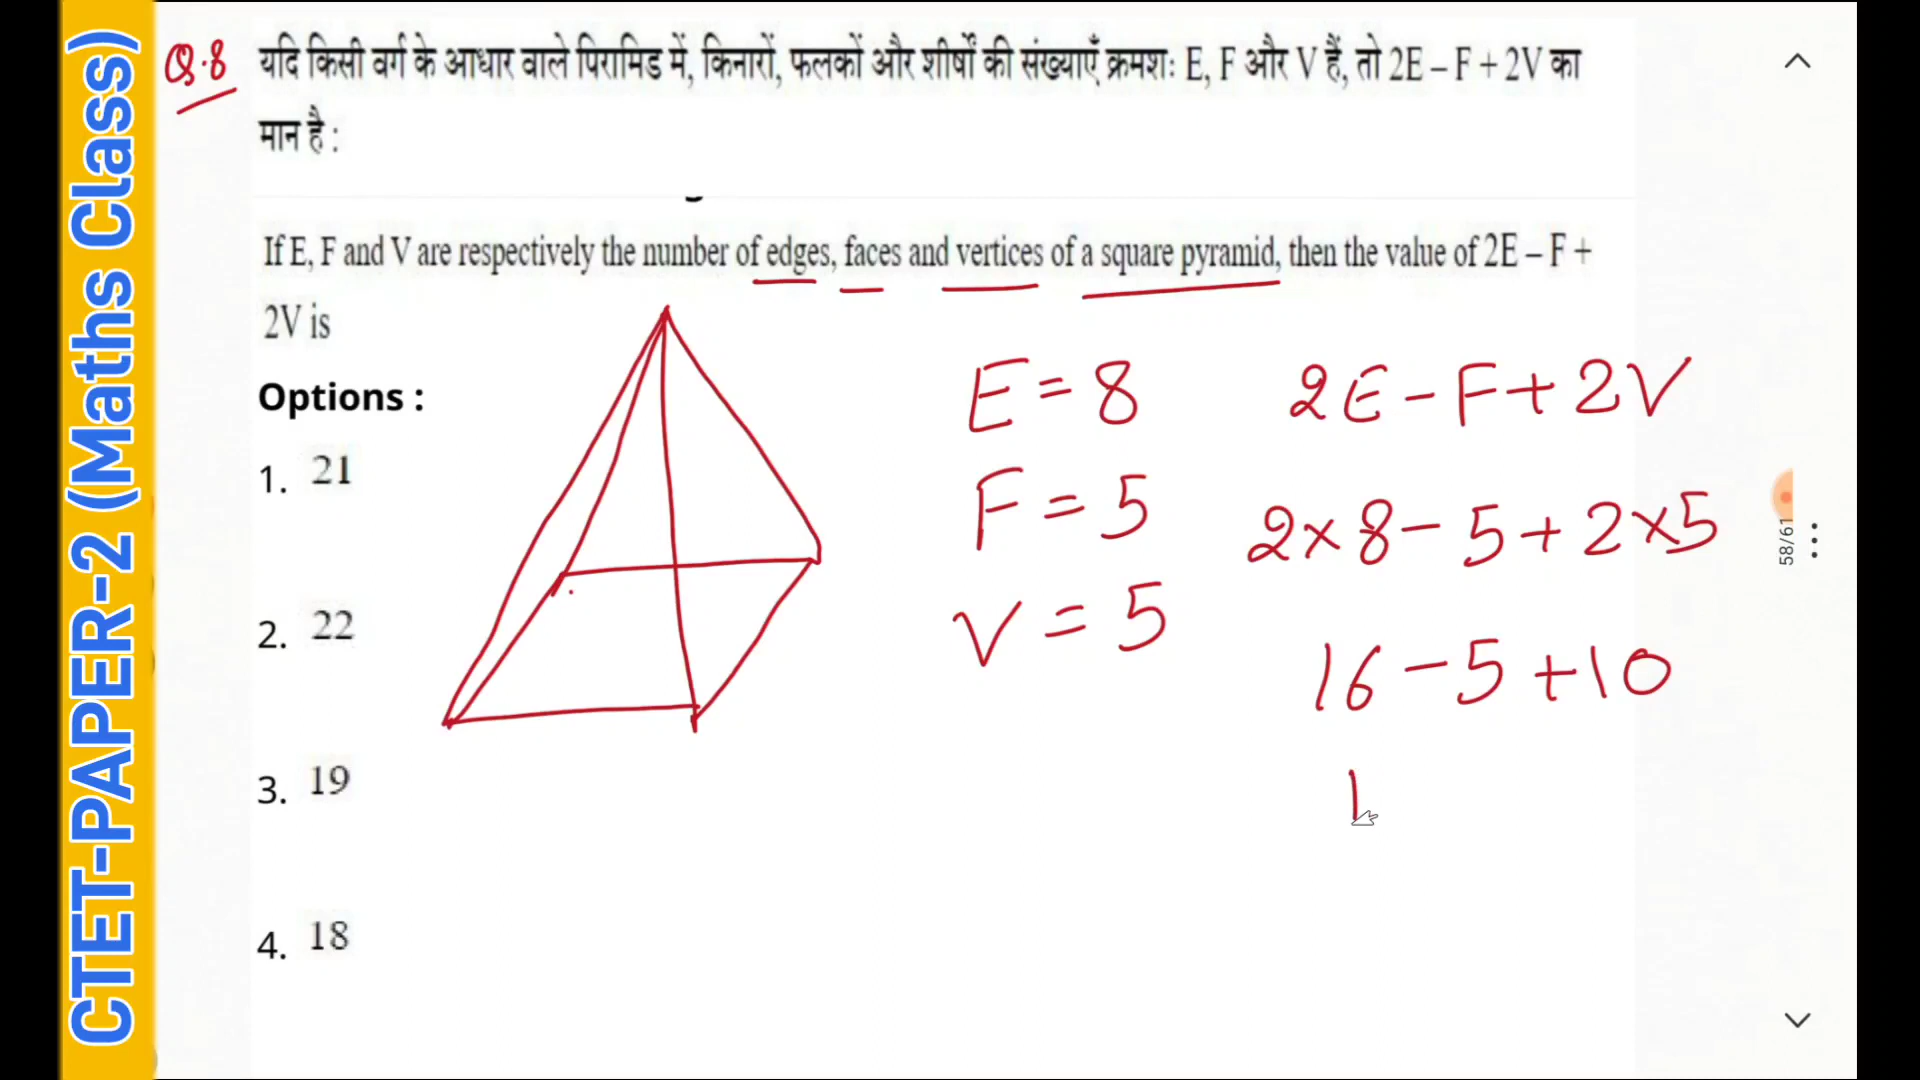 CTET-PAPER-2 (Maths Class)
Q.8
यदि किसी वर्ग के आधार वाले पिरामिड में, किनारों, फलकों और शीर्षों की संख्याएँ क्रमशः E, F और V हैं, तो 2E – F + 2V का
मान है :
If E, F and V are respectively the number of edges, faces and vertices of a square pyramid, then the value of 2E – F +
2V is
Options :
1. 21
2. 22
3. 19
4. 18
E = 8
F = 5
V = 5
2E - F + 2V
2 × 8 - 5 + 2 × 5
16 - 5 + 10
1
58/61